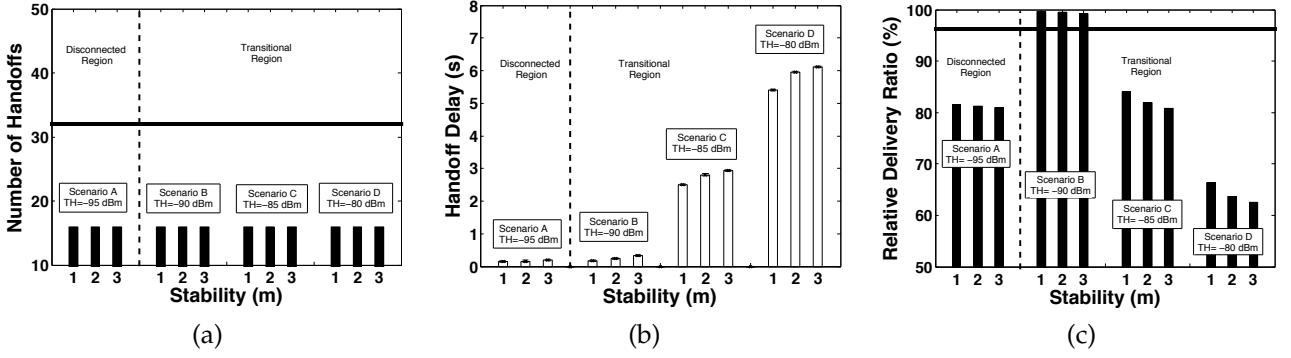 50
40
30
20
10
Number of Handoffs
Disconnected
Region
Transitional
Region
Scenario A
TH=−95 dBm
Scenario B
TH=−90 dBm
Scenario C
TH=−85 dBm
Scenario D
TH=−80 dBm
1 2 3 1 2 3 1 2 3 1 2 3
Stability (m)
(a)
8
7
6
5
4
3
2
1
0
Handoff Delay (s)
Disconnected
Region
Transitional
Region
Scenario D
TH=−80 dBm
Scenario C
TH=−85 dBm
Scenario B
TH=−90 dBm
Scenario A
TH=−95 dBm
1 2 3 1 2 3 1 2 3 1 2 3
Stability (m)
(b)
100
90
80
70
60
50
Relative Delivery Ratio (%)
Disconnected
Region
Transitional
Region
Scenario A
TH= −95 dBm
Scenario B
TH= −90 dBm
Scenario C
TH= −85 dBm
Scenario D
TH= −80 dBm
1 2 3 1 2 3 1 2 3 1 2 3
Stability (m)
(c)